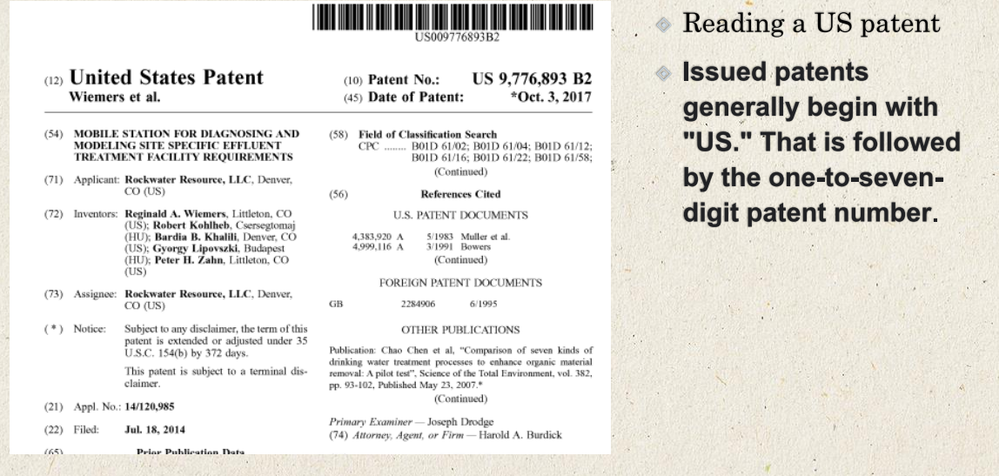 US009776893B2
(12) United States Patent
Wiemers et al.
(10) Patent No.: US 9,776,893 B2
(45) Date of Patent: *Oct. 3, 2017
(54) MOBILE STATION FOR DIAGNOSING AND
MODELING SITE SPECIFIC EFFLUENT
TREATMENT FACILITY REQUIREMENTS
(71) Applicant: Rockwater Resource, LLC, Denver,
CO (US)
(72) Inventors: Reginald A. Wiemers, Littleton, CO
(US); Robert Kohlheb, Csersegtomaj
(HU); Bardia B. Khalili, Denver, CO
(US); Gyorgy Lipovszki, Budapest
(HU); Peter H. Zahn, Littleton, CO
(US)
(73) Assignee: Rockwater Resource, LLC, Denver,
CO (US)
( * ) Notice: Subject to any disclaimer, the term of this
patent is extended or adjusted under 35
U.S.C. 154(b) by 372 days.
This patent is subject to a terminal dis-
claimer.
(21) Appl. No.: 14/120,985
(22) Filed: Jul. 18, 2014
(65) Prior Publication Data
(58) Field of Classification Search
CPC ........ B01D 61/02; B01D 61/04; B01D 61/12;
B01D 61/16; B01D 61/22; B01D 61/58;
(Continued)
(56) References Cited
U.S. PATENT DOCUMENTS
4,383,920 A 5/1983 Muller et al.
4,999,116 A 3/1991 Bowers
(Continued)
FOREIGN PATENT DOCUMENTS
GB 2284906 6/1995
OTHER PUBLICATIONS
Publication: Chao Chen et al, “Comparison of seven kinds of
drinking water treatment processes to enhance organic material
removal: A pilot test”, Science of the Total Environment, vol. 382,
pp. 93-102, Published May 23, 2007.*
(Continued)
Primary Examiner — Joseph Drodge
(74) Attorney, Agent, or Firm — Harold A. Burdick
Reading a US patent
Issued patents
generally begin with
"US." That is followed
by the one-to-seven-
digit patent number.